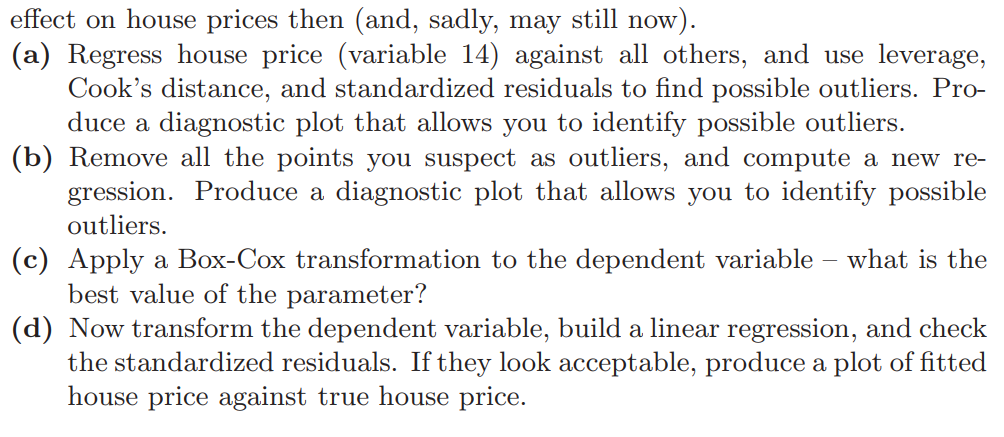 effect on house prices then (and, sadly, may still now).
(a) Regress house price (variable 14) against all others, and use leverage,
Cook's distance, and standardized residuals to find possible outliers. Pro-
duce a diagnostic plot that allows you to identify possible outliers.
(b) Remove all the points you suspect as outliers, and compute a new re-
gression. Produce a diagnostic plot that allows you to identify possible
outliers.
(c) Apply a Box-Cox transformation to the dependent variable – what is the
best value of the parameter?
(d) Now transform the dependent variable, build a linear regression, and check
the standardized residuals. If they look acceptable, produce a plot of fitted
house price against true house price.